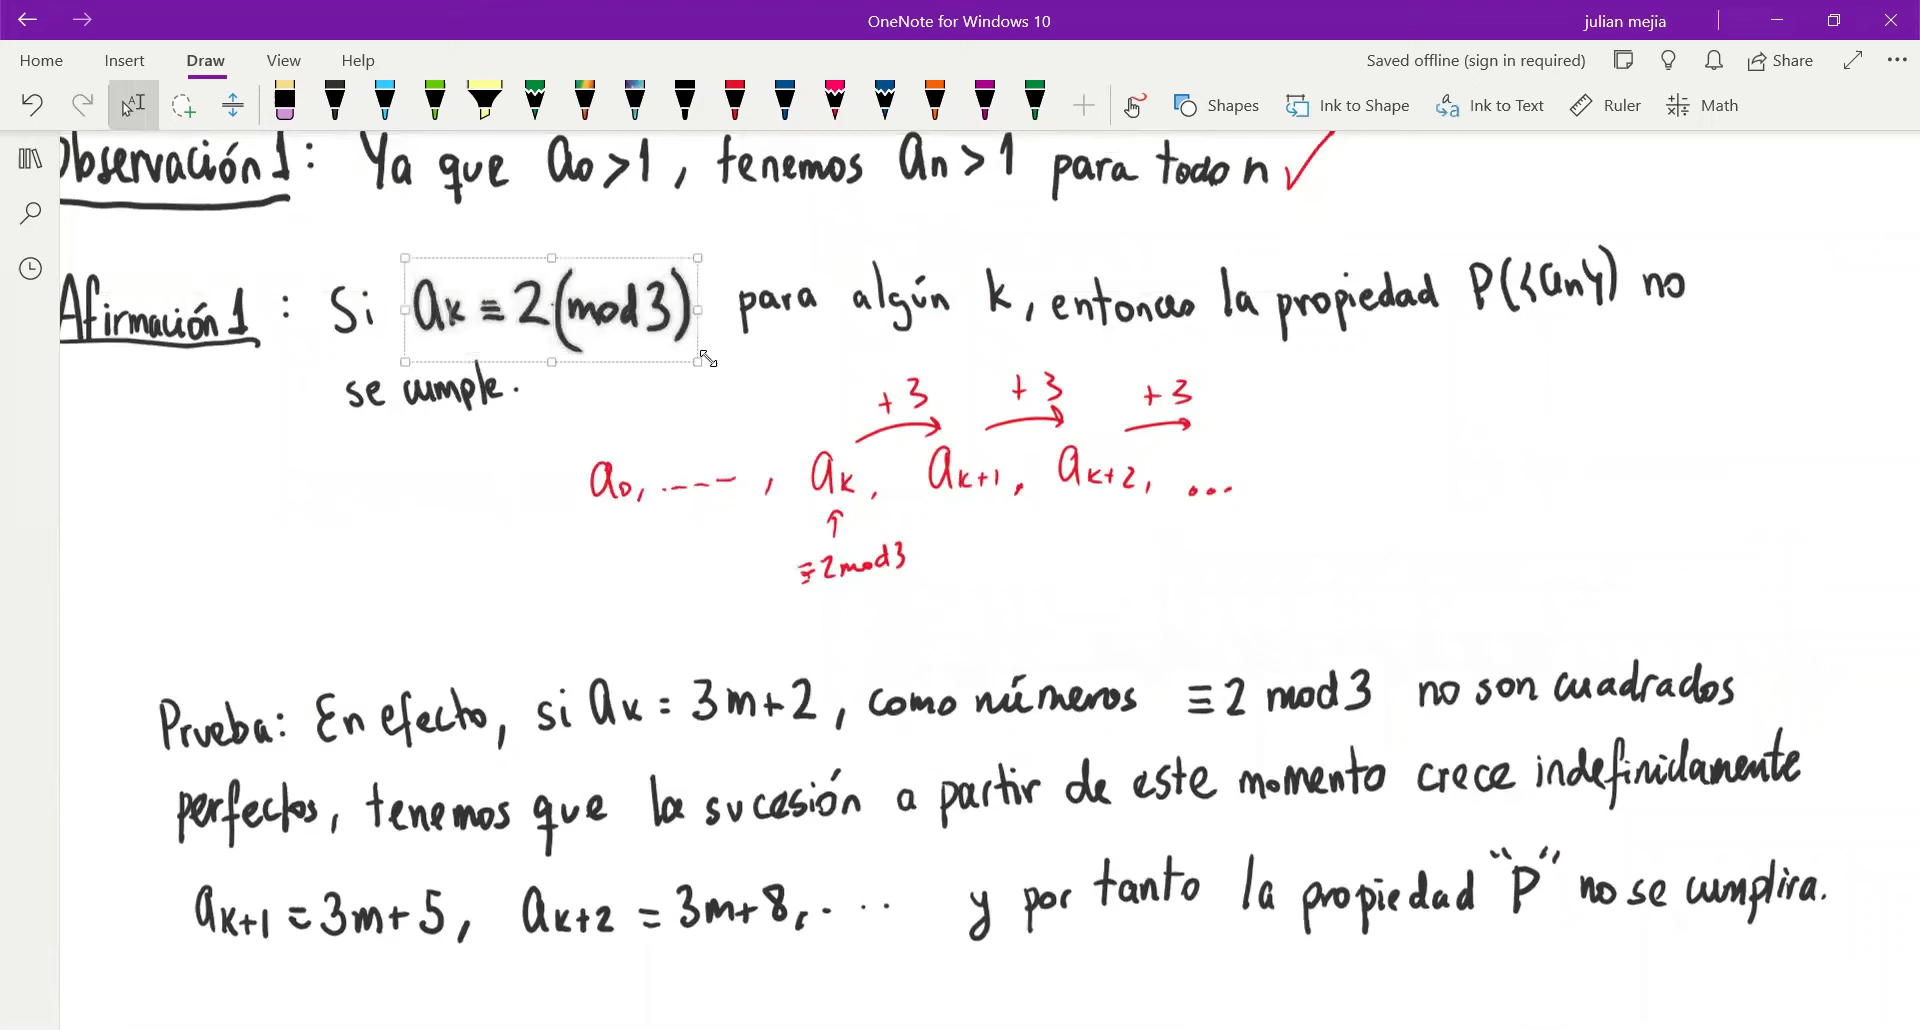 OneNote for Windows 10
julian mejia
Home Insert Draw View Help
Saved offline (sign in required) Share
Shapes Ink to Shape Ink to Text Ruler Math
Observación 1: Ya que a₀ > 1, tenemos aₙ > 1 para todo n ✓
Afirmación 1: Si aₖ ≡ 2 (mod 3) para algún k, entonces la propiedad P({aₙ}) no
se cumple.
+3 +3 +3
a₀, ----, aₖ, aₖ₊₁, aₖ₊₂, ...
↑
≡ 2 mod 3
Prueba: En efecto, si aₖ = 3m+2, como números ≡ 2 mod 3 no son cuadrados
perfectos, tenemos que la sucesión a partir de este momento crece indefinidamente
aₖ₊₁ = 3m+5, aₖ₊₂ = 3m+8, ... y por tanto la propiedad "P" no se cumplira.